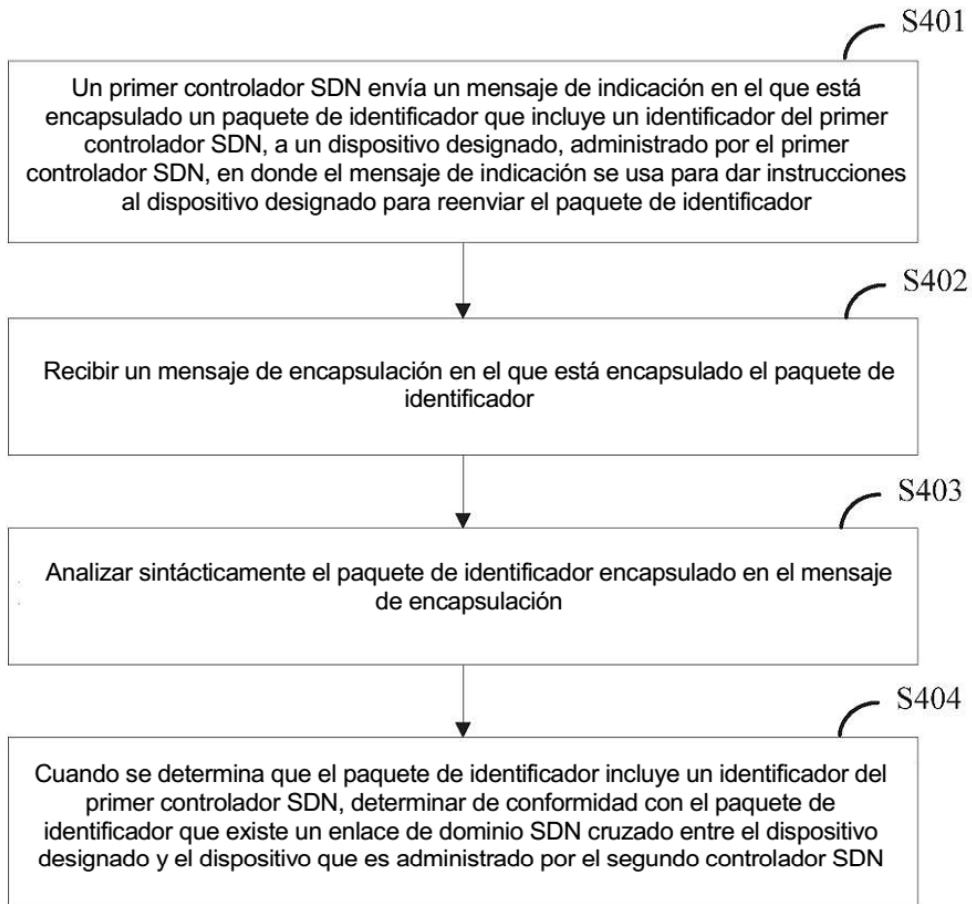 S401
Un primer controlador SDN envía un mensaje de indicación en el que está
encapsulado un paquete de identificador que incluye un identificador del primer
controlador SDN, a un dispositivo designado, administrado por el primer
controlador SDN, en donde el mensaje de indicación se usa para dar instrucciones
al dispositivo designado para reenviar el paquete de identificador
S402
Recibir un mensaje de encapsulación en el que está encapsulado el paquete de
identificador
S403
Analizar sintácticamente el paquete de identificador encapsulado en el mensaje
de encapsulación
S404
Cuando se determina que el paquete de identificador incluye un identificador del
primer controlador SDN, determinar de conformidad con el paquete de
identificador que existe un enlace de dominio SDN cruzado entre el dispositivo
designado y el dispositivo que es administrado por el segundo controlador SDN